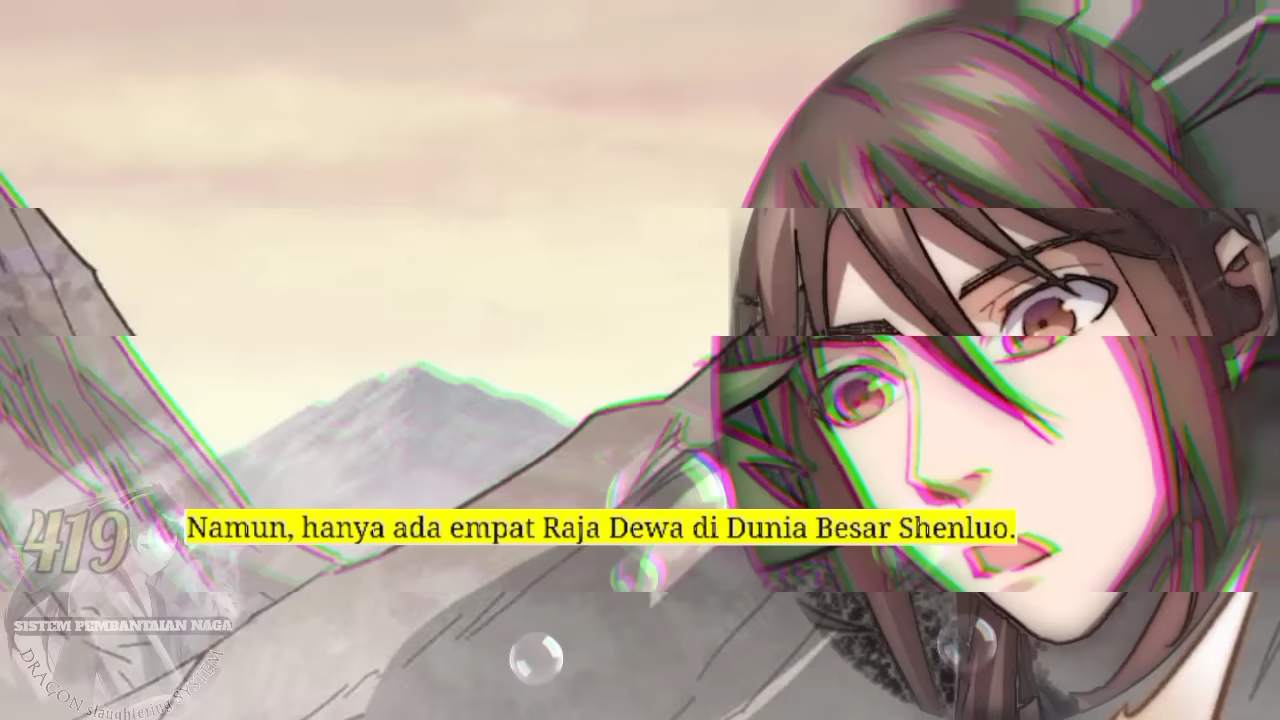 Namun, hanya ada empat Raja Dewa di Dunia Besar Shenluo.
419
SISTEM PEMBANTAIAN NAGA
DRAGON slaughtering SYSTEM